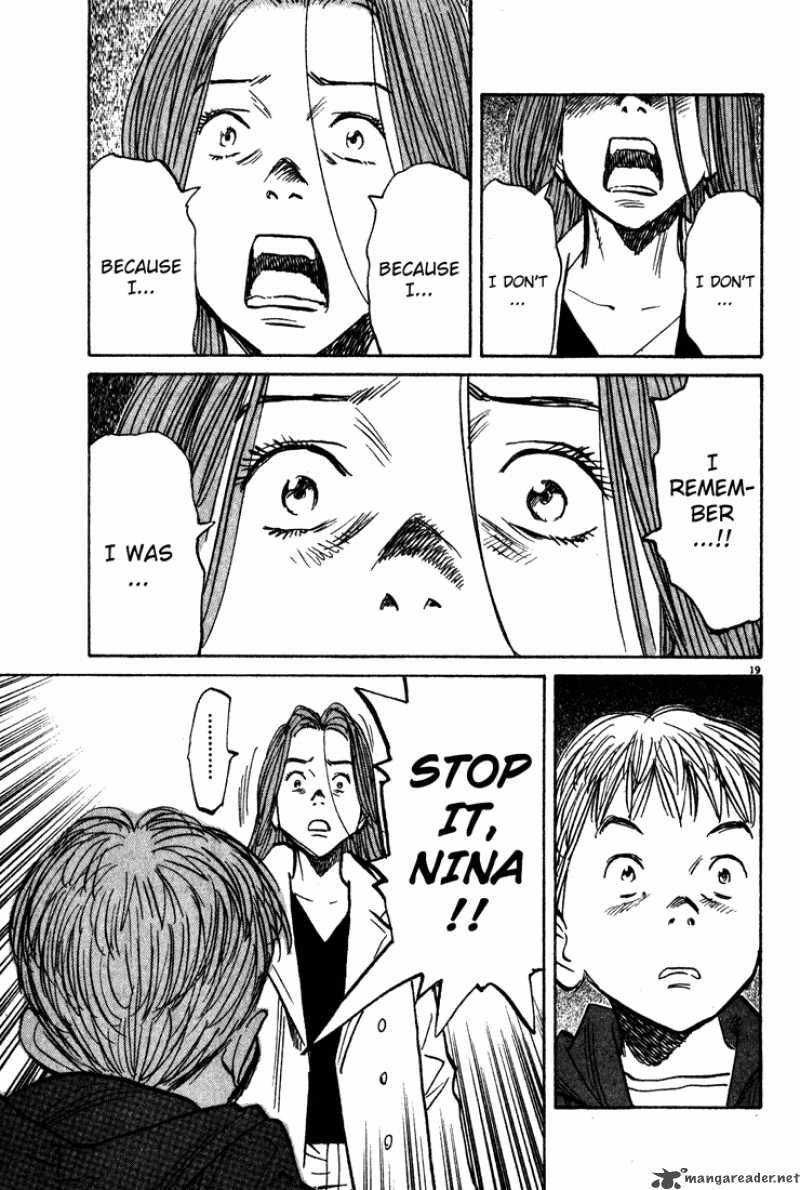 I DON'T
...
I DON'T
...
BECAUSE
I...
BECAUSE
I...
I
REMEM-
BER
...!!
I WAS
...
19
STOP
IT,
NINA
!!
........
mangareader.net